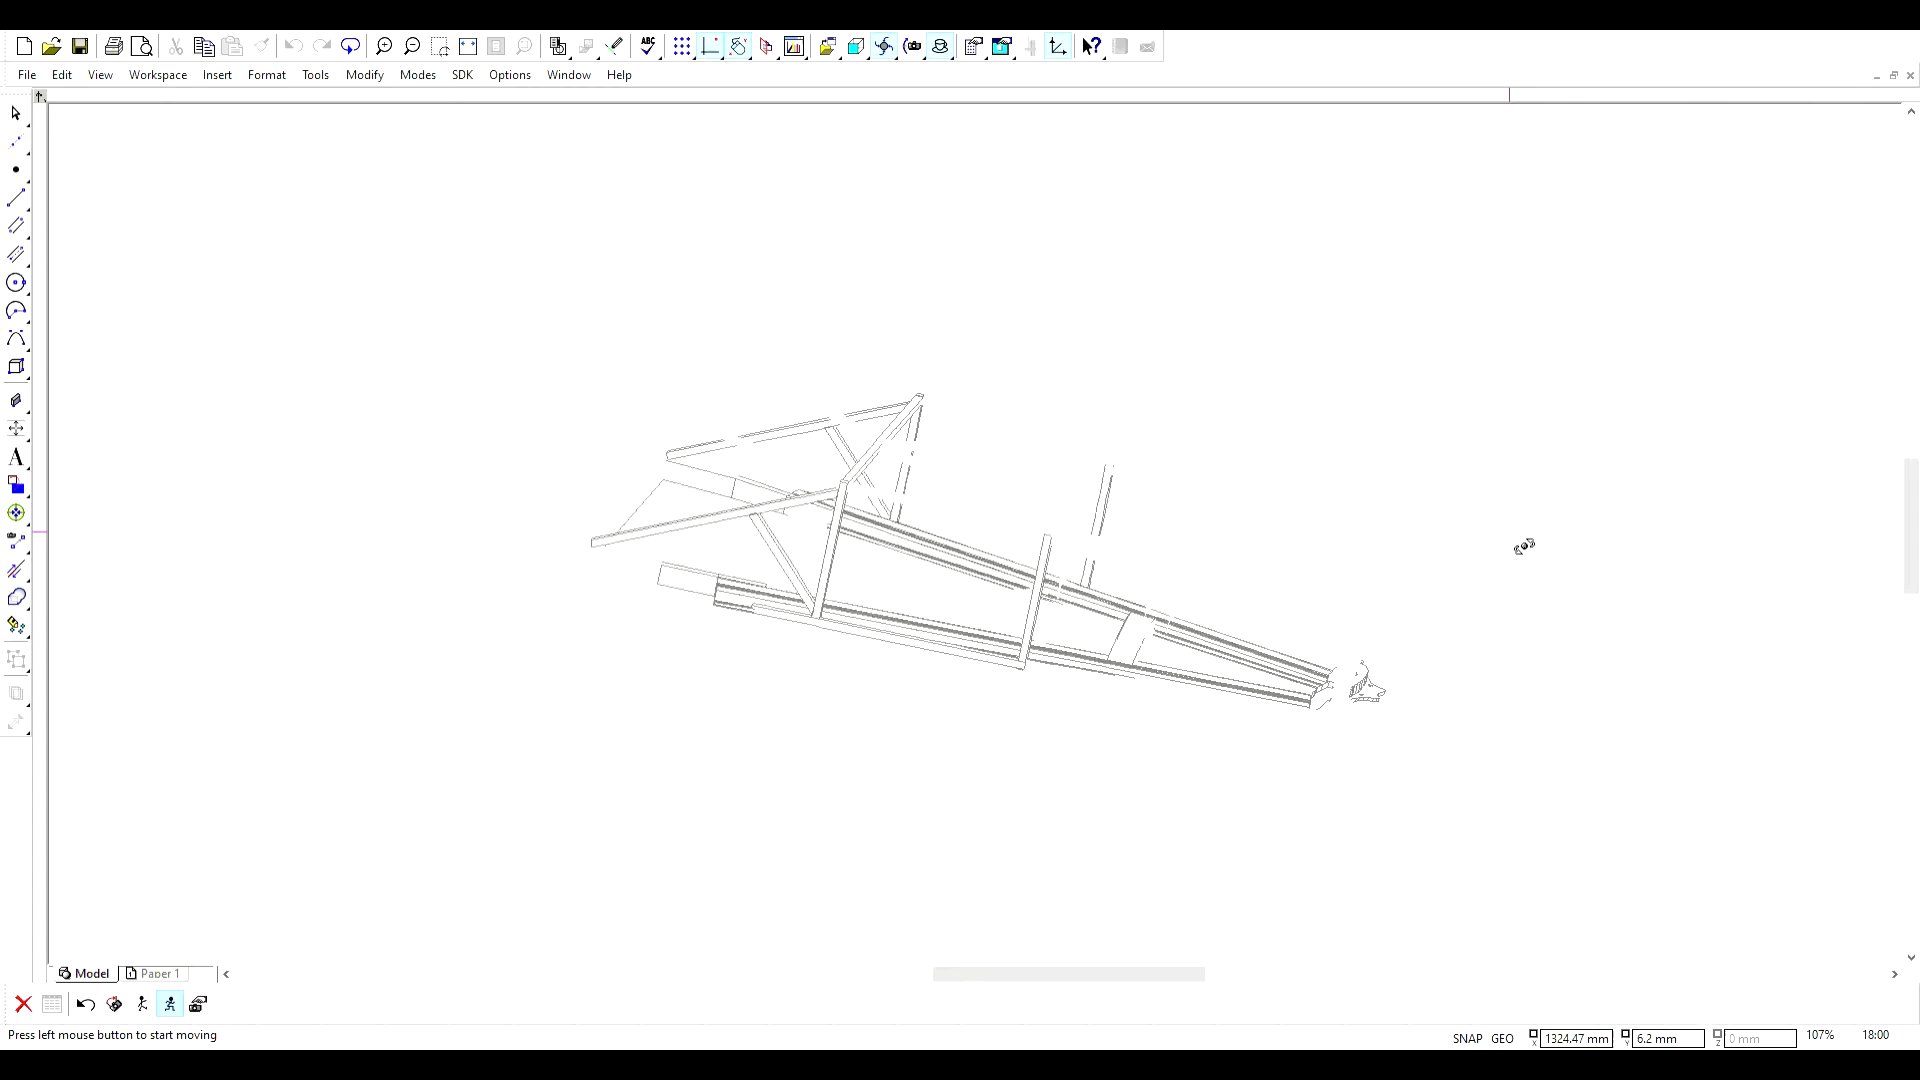 ABC
File Edit View Workspace Insert Format Tools Modify Modes SDK Options Window Help
A
Model Paper 1
Press left mouse button to start moving
SNAP GEO X 1324.47 mm Y 6.2 mm Z 0 mm 107% 18:00